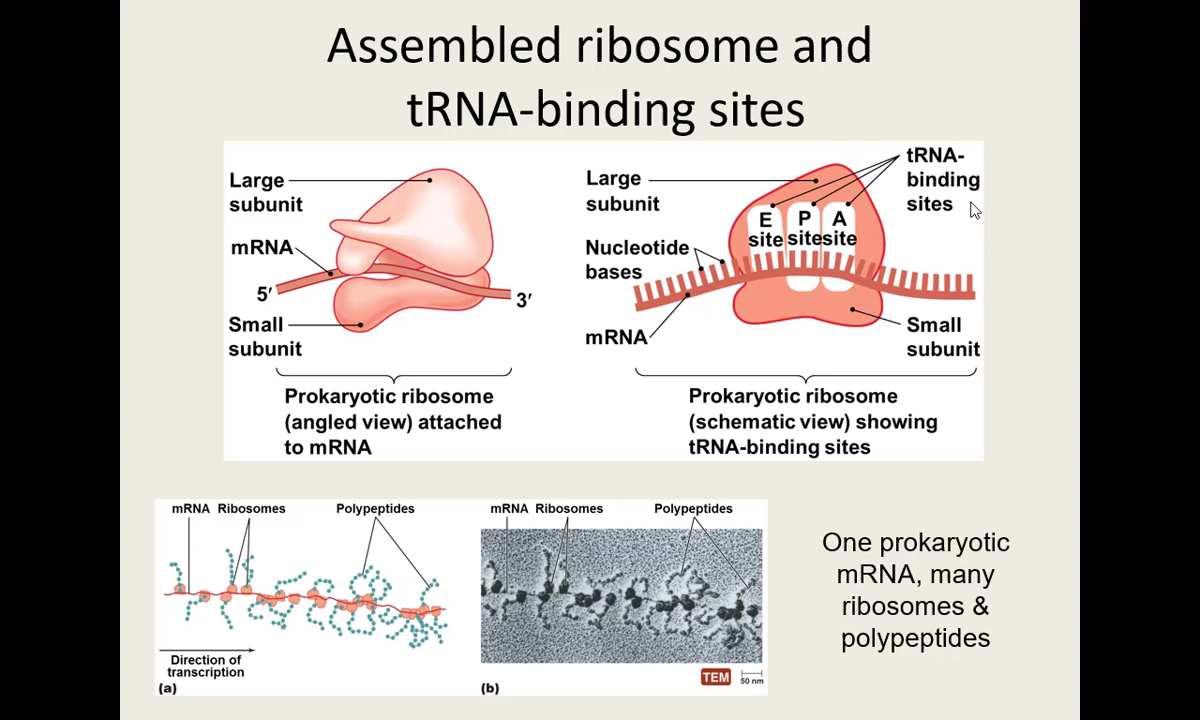 Assembled ribosome and
tRNA-binding sites
Large
subunit
mRNA
5′
3′
Small
subunit
Prokaryotic ribosome
(angled view) attached
to mRNA
Large
subunit
tRNA-
binding
sites
E
site
P
site
A
site
Nucleotide
bases
mRNA
Small
subunit
Prokaryotic ribosome
(schematic view) showing
tRNA-binding sites
mRNA Ribosomes Polypeptides
Direction of
transcription
(a)
mRNA Ribosomes Polypeptides
TEM
50 nm
(b)
One prokaryotic
mRNA, many
ribosomes &
polypeptides